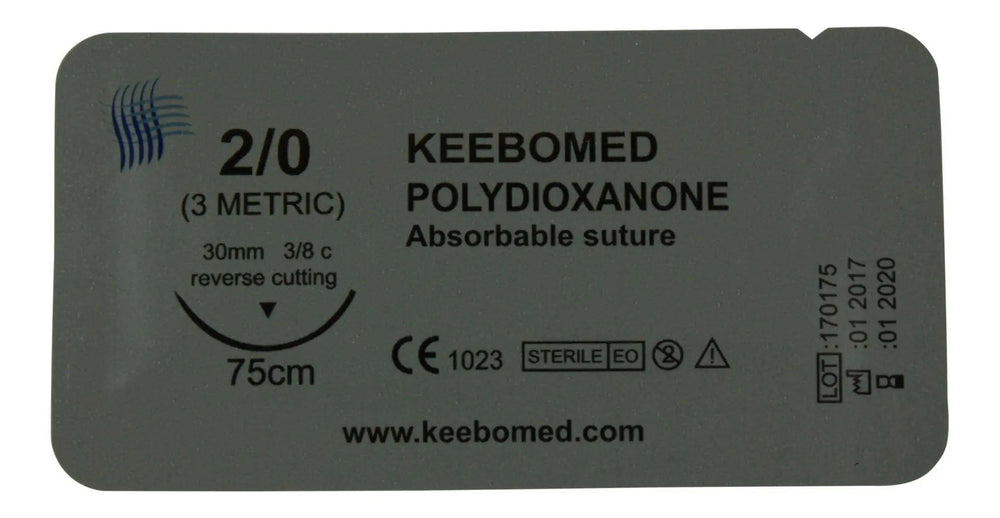 2/0
(3 METRIC)
30mm 3/8 c
reverse cutting
75cm
KEEBOMED
POLYDIOXANONE
Absorbable suture
CE 1023 STERILE EO 2
www.keebomed.com
LOT :170175
:01 2017
:01 2020